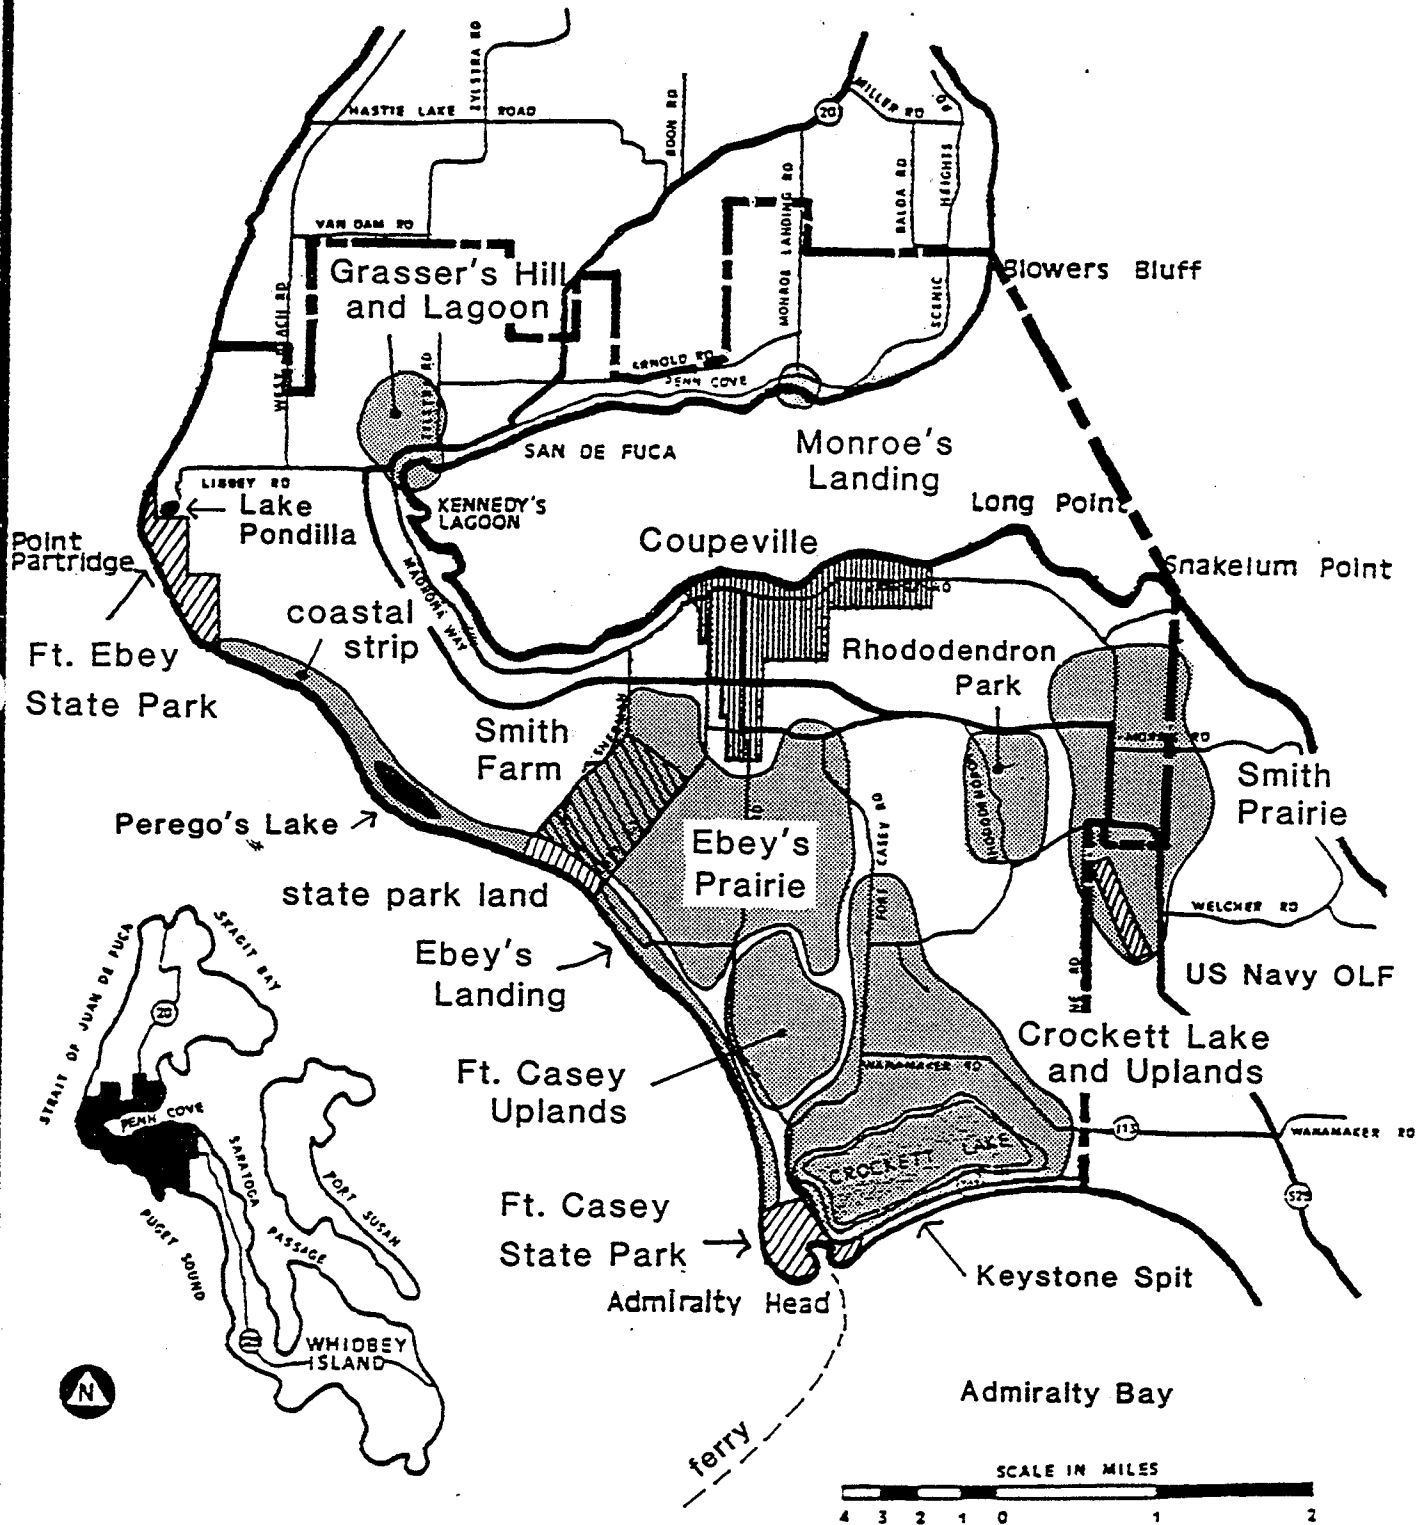 ZYLSTRA RD
HASTIE LAKE ROAD
BOON RD
20
MILLER RD
BALDA RD
SCENIC HEIGHTS RD
MONROE LANDING RD
VAN DAM RD
Grasser's Hill
and Lagoon
WEST BEACH RD
Blowers Bluff
ARNOLD RD
PENN COVE
SAN DE FUCA
Monroe's
Landing
LIBBEY RD
Lake
Pondilla
KENNEDY'S
LAGOON
Long Point
Coupeville
Point
Partridge
Snakelum Point
MADRONA WAY
coastal
strip
Ft. Ebey
State Park
Rhododendron
Park
SHERMAN
Smith
Farm
Smith
Prairie
Perego's Lake
Ebey's
Prairie
FORT CASEY RD
state park land
WELCHER RD
Ebey's
Landing
US Navy OLF
Crockett Lake
and Uplands
Ft. Casey
Uplands
WANAMAKER RD
113
WANAMAKER RD
CROCKETT LAKE
525
Ft. Casey
State Park
Keystone Spit
Admiralty Head
Admiralty Bay
ferry
STRAIT OF JUAN DE FUCA
SKAGIT BAY
20
PENN COVE
SARATOGA PASSAGE
PORT SUSAN
PUGET SOUND
WHIDBEY
ISLAND
N
SCALE IN MILES
4 3 2 1 0 1 2